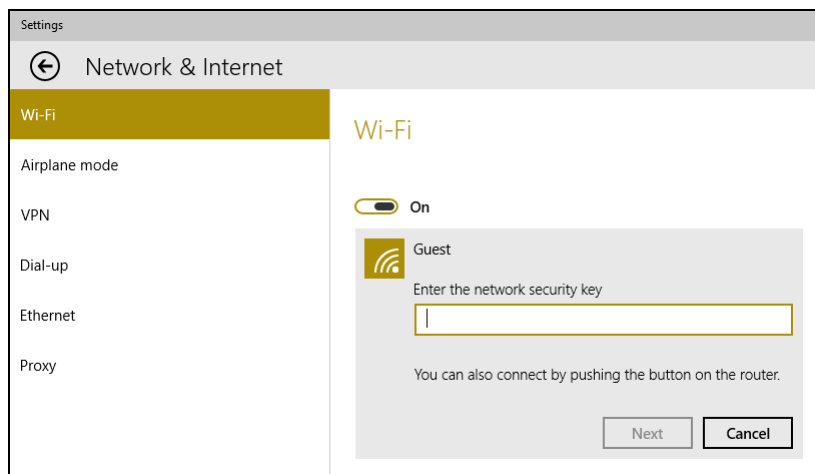 Settings
Network & Internet
Wi-Fi
Airplane mode
VPN
Dial-up
Ethernet
Proxy
Wi-Fi
On
Guest
Enter the network security key
You can also connect by pushing the button on the router.
Next
Cancel